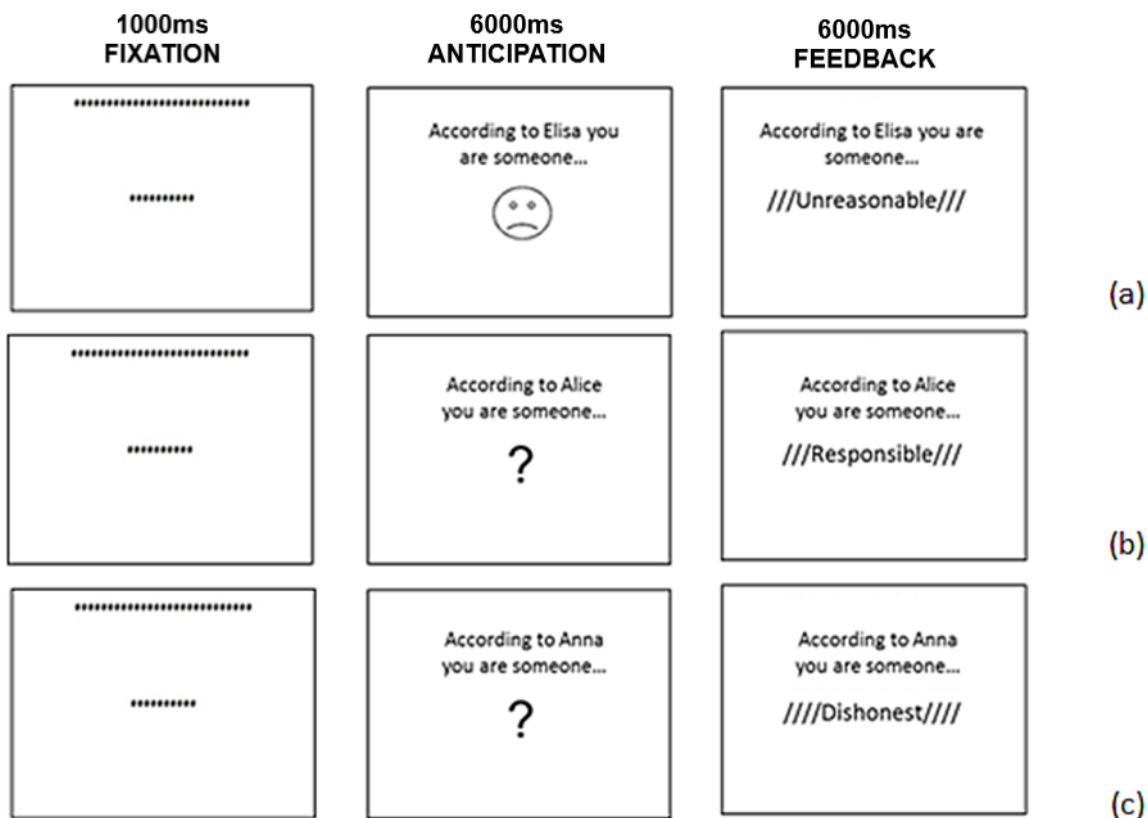 1000ms
FIXATION
6000ms
ANTICIPATION
6000ms
FEEDBACK
According to Elisa you
are someone...
According to Elisa you are
someone...
///Unreasonable///
(a)
According to Alice
you are someone...
?
According to Alice
you are someone...
///Responsible///
(b)
According to Anna
you are someone...
?
According to Anna
you are someone...
////Dishonest////
(c)